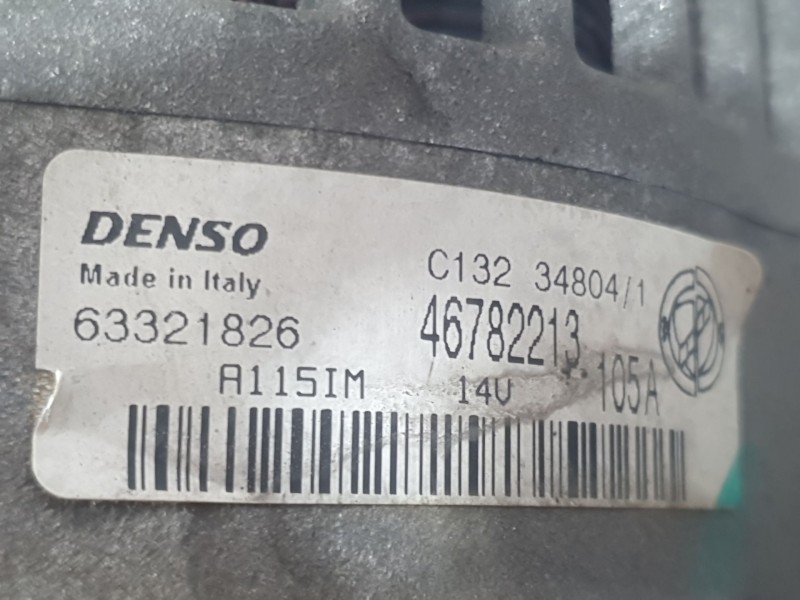 DENSO
Made in Italy
63321826
A115IM
C132 34804/1
46782213
14V 105A